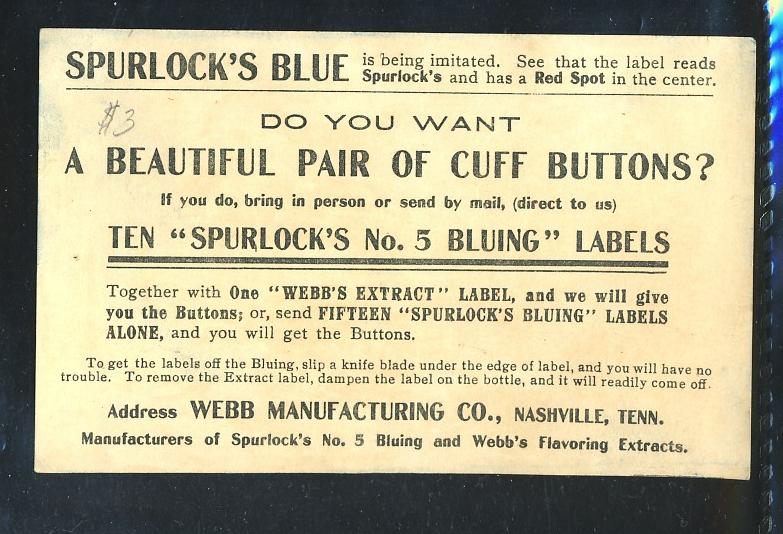 SPURLOCK'S BLUE is being imitated. See that the label reads
Spurlock's and has a Red Spot in the center.
$3
DO YOU WANT
A BEAUTIFUL PAIR OF CUFF BUTTONS?
If you do, bring in person or send by mail, (direct to us)
TEN "SPURLOCK'S No. 5 BLUING" LABELS
Together with One "WEBB'S EXTRACT" LABEL, and we will give
you the Buttons; or, send FIFTEEN "SPURLOCK'S BLUING" LABELS
ALONE, and you will get the Buttons.
To get the labels off the Bluing, slip a knife blade under the edge of label, and you will have no
trouble. To remove the Extract label, dampen the label on the bottle, and it will readily come off.
Address WEBB MANUFACTURING CO., NASHVILLE, TENN.
Manufacturers of Spurlock's No. 5 Bluing and Webb's Flavoring Extracts.